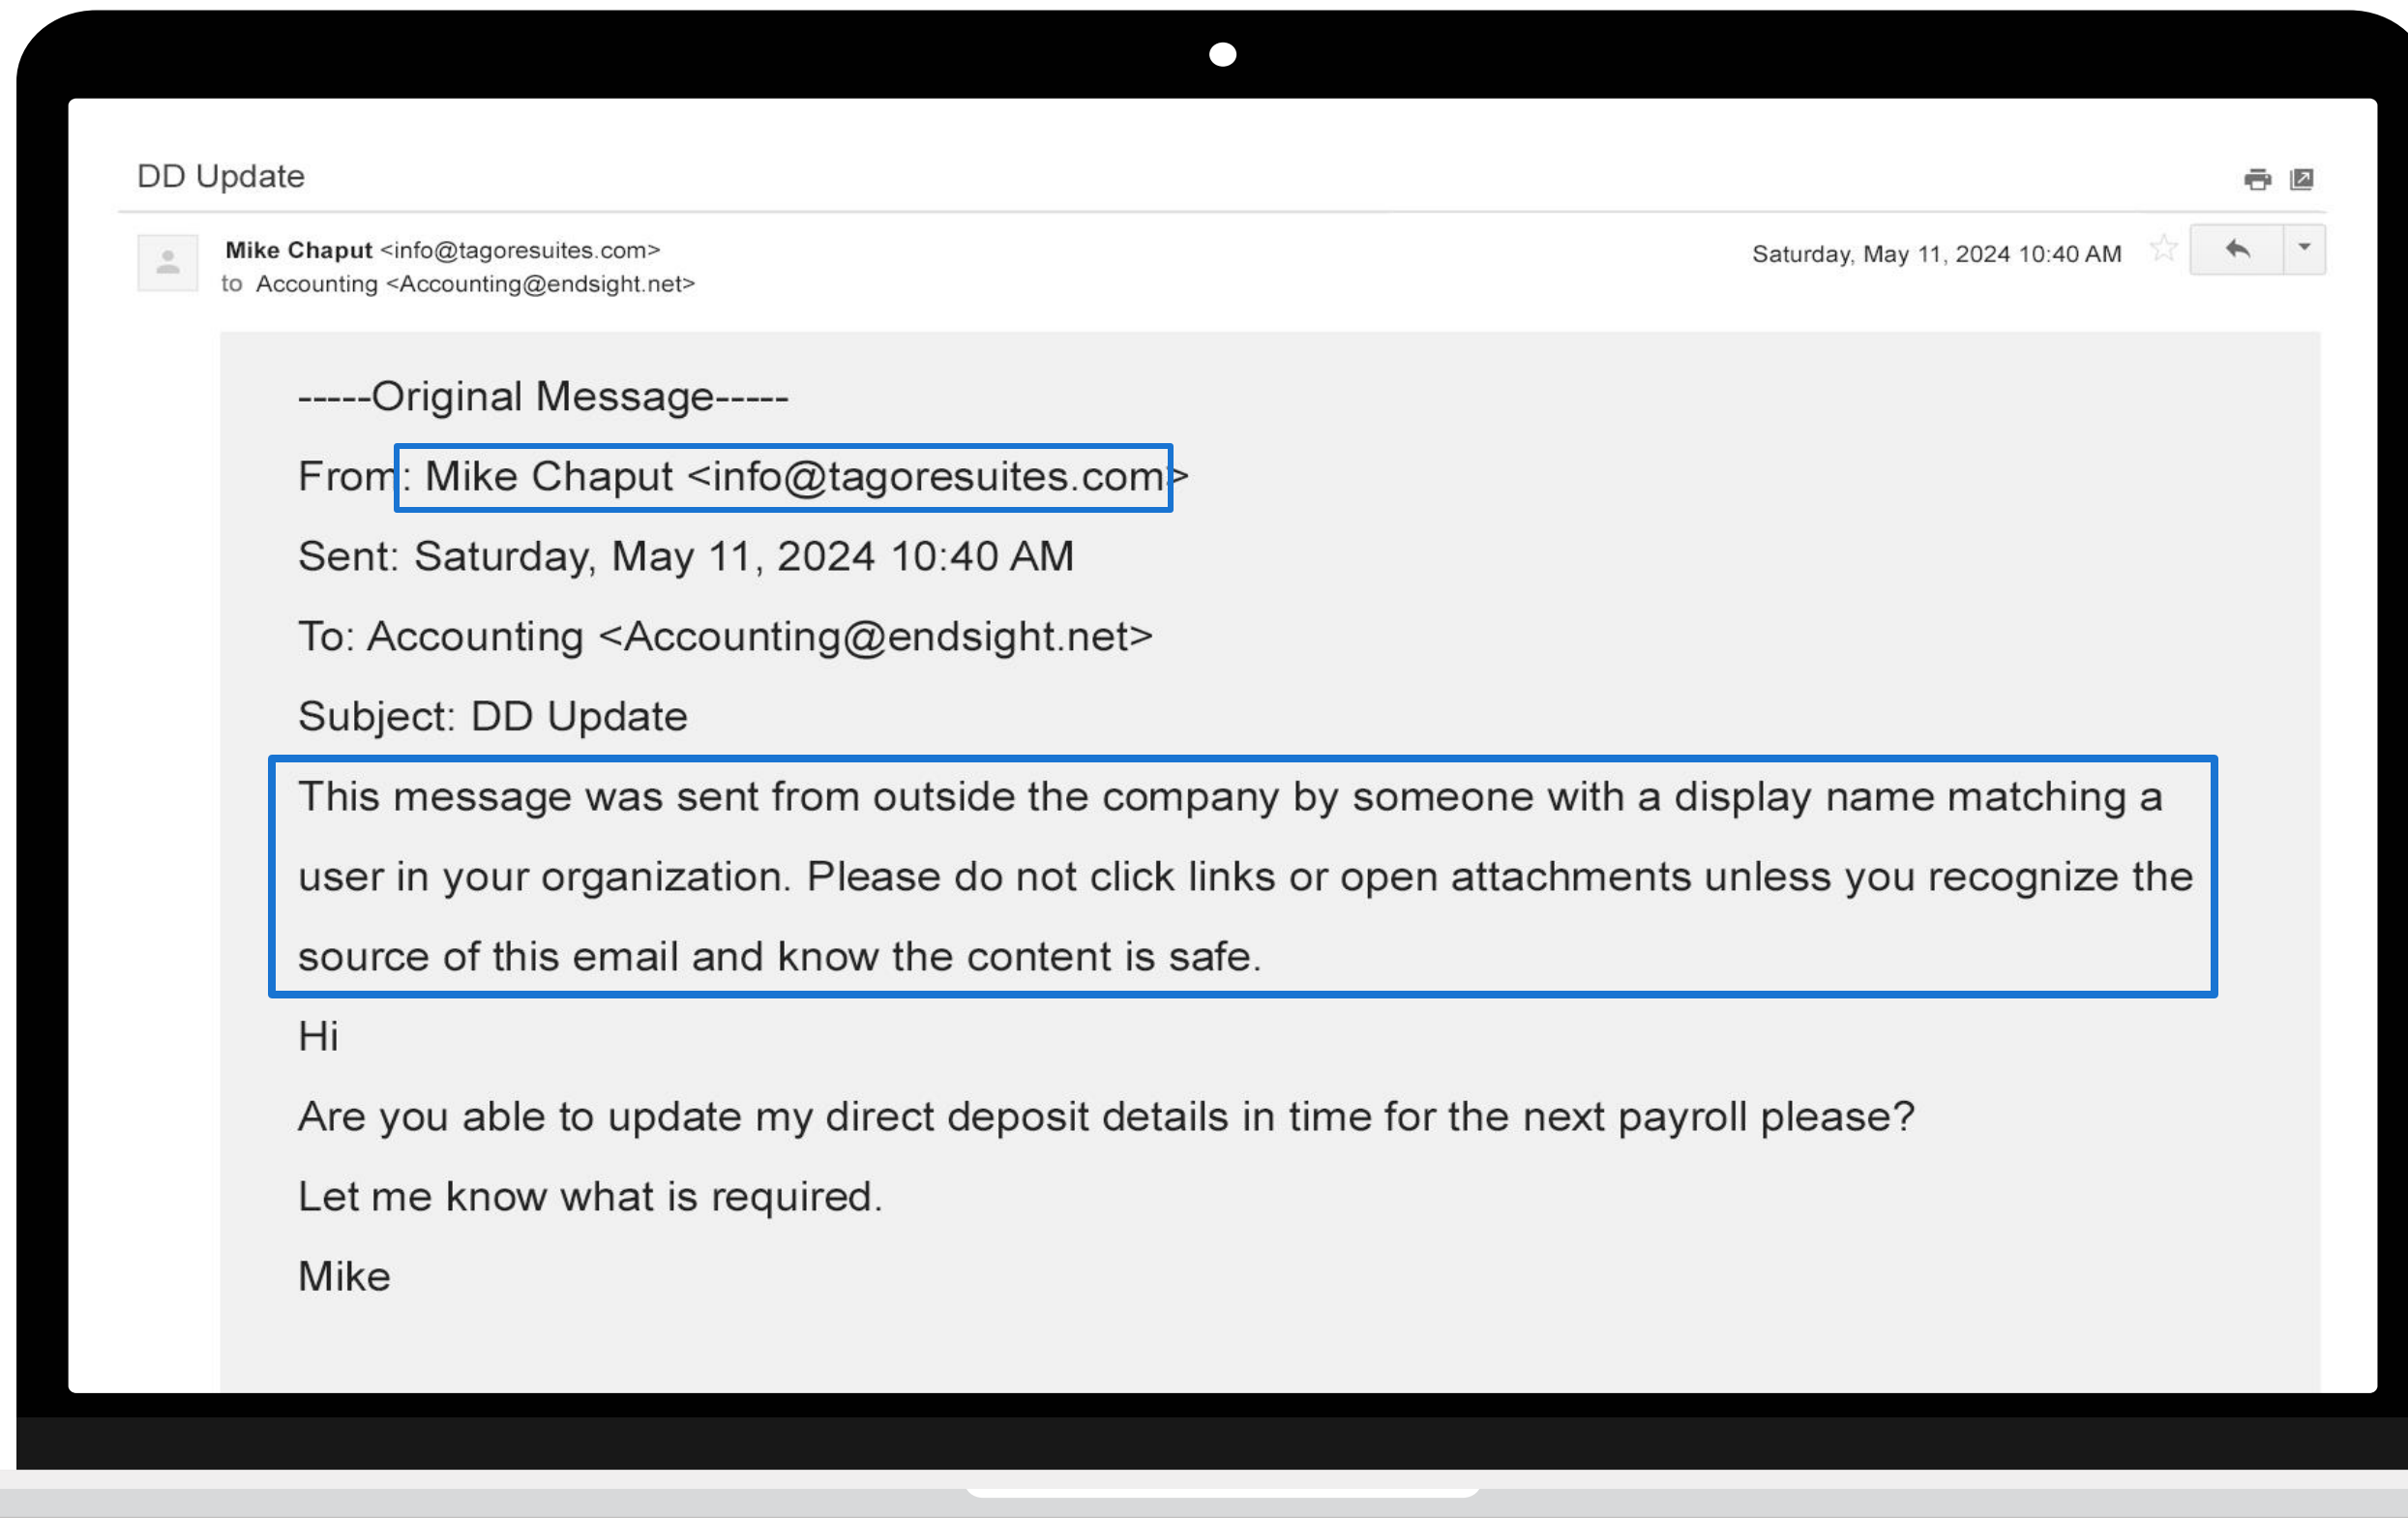 DD Update
Mike Chaput <info@tagoresuites.com>
Saturday, May 11, 2024 10:40 AM
to Accounting <Accounting@endsight.net>
-----Original Message-----
From: Mike Chaput <info@tagoresuites.com>
Sent: Saturday, May 11, 2024 10:40 AM
To: Accounting <Accounting@endsight.net>
Subject: DD Update
This message was sent from outside the company by someone with a display name matching a
user in your organization. Please do not click links or open attachments unless you recognize the
source of this email and know the content is safe.
Hi
Are you able to update my direct deposit details in time for the next payroll please?
Let me know what is required.
Mike